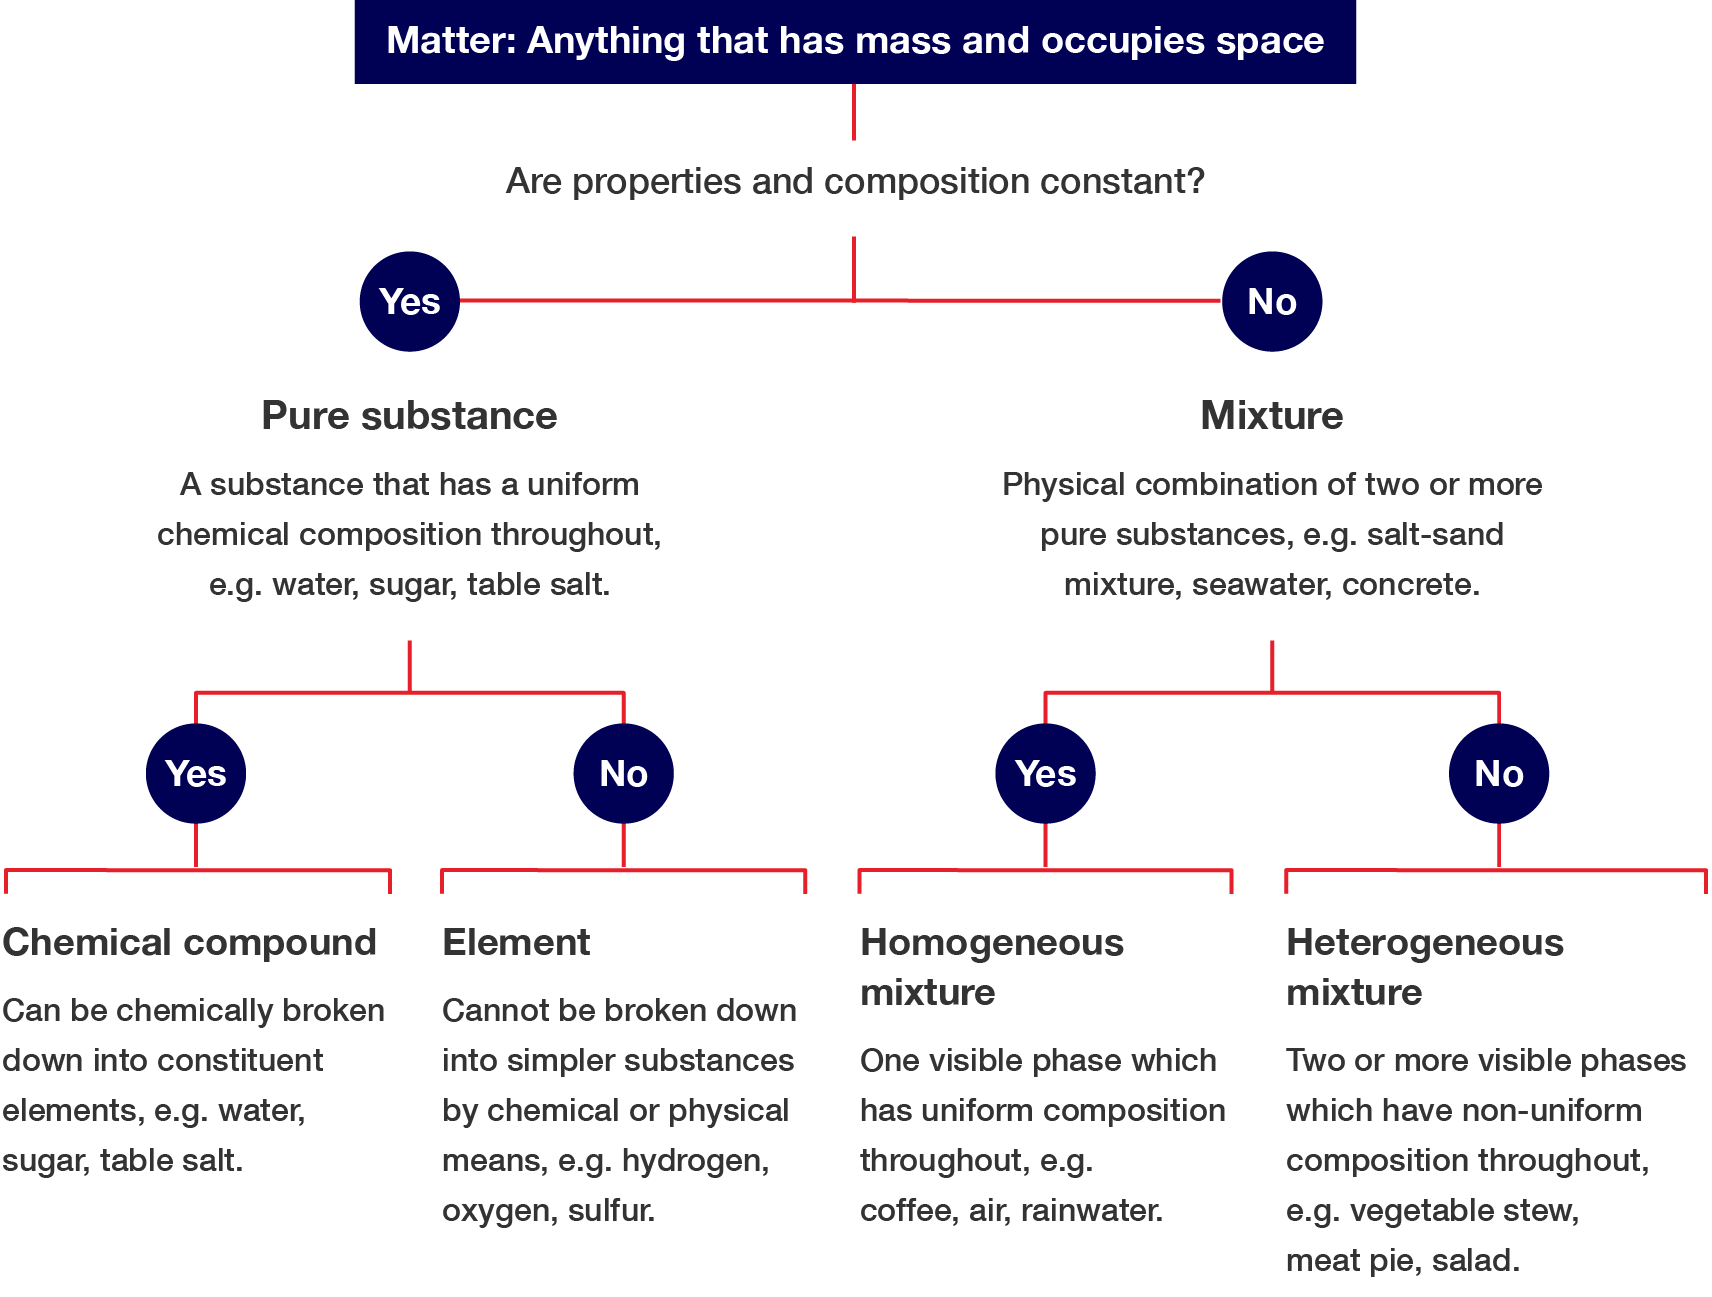 Matter: Anything that has mass and occupies space
Are properties and composition constant?
Yes
No
Pure substance
A substance that has a uniform
chemical composition throughout,
e.g. water, sugar, table salt.
Mixture
Physical combination of two or more
pure substances, e.g. salt-sand
mixture, seawater, concrete.
Yes
No
Yes
No
Chemical compound
Can be chemically broken
down into constituent
elements, e.g. water,
sugar, table salt.
Element
Cannot be broken down
into simpler substances
by chemical or physical
means, e.g. hydrogen,
oxygen, sulfur.
Homogeneous
mixture
One visible phase which
has uniform composition
throughout, e.g.
coffee, air, rainwater.
Heterogeneous
mixture
Two or more visible phases
which have non-uniform
composition throughout,
e.g. vegetable stew,
meat pie, salad.